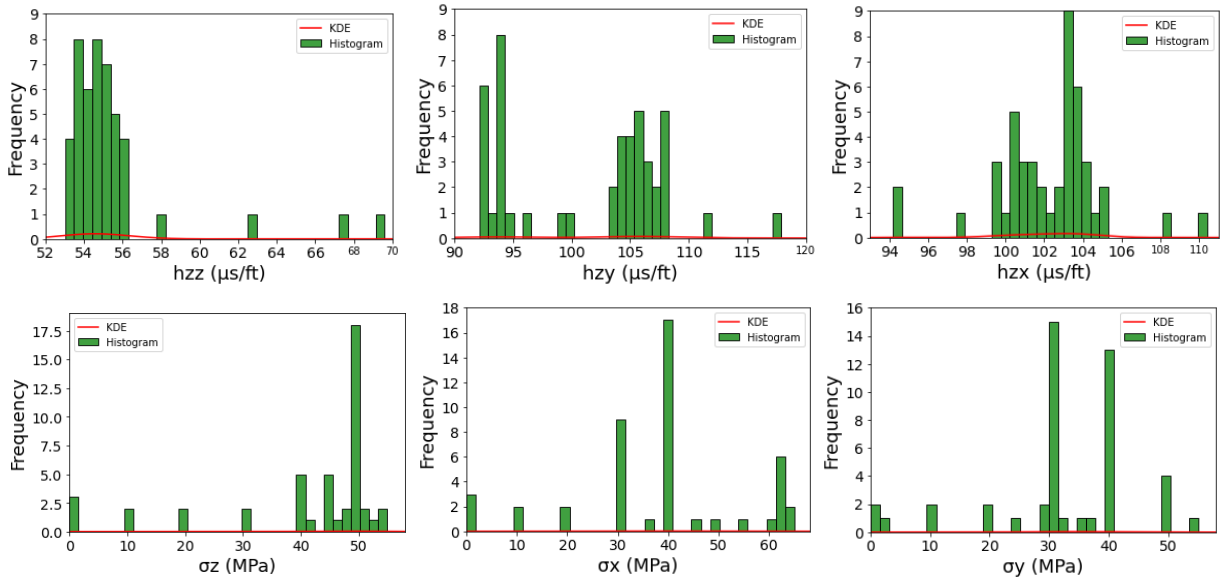 9
8
7
6
5
4
3
2
1
0
Frequency
52 54 56 58 60 62 64 66 68 70
hzz (μs/ft)
KDE
Histogram
9
8
7
6
5
4
3
2
1
0
Frequency
90 95 100 105 110 115 120
hzy (μs/ft)
KDE
Histogram
9
8
7
6
5
4
3
2
1
0
Frequency
94 96 98 100 102 104 106 108 110
hzx (μs/ft)
KDE
Histogram
17.5
15.0
12.5
10.0
7.5
5.0
2.5
0.0
Frequency
0 10 20 30 40 50
σz (MPa)
KDE
Histogram
18
16
14
12
10
8
6
4
2
0
Frequency
0 10 20 30 40 50 60
σx (MPa)
KDE
Histogram
16
14
12
10
8
6
4
2
0
Frequency
0 10 20 30 40 50
σy (MPa)
KDE
Histogram